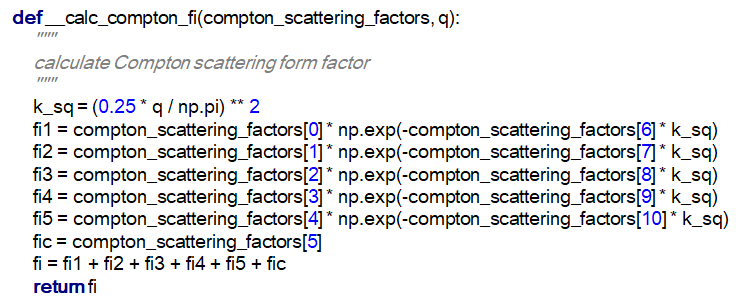 def __calc_compton_fi(compton_scattering_factors, q):
"""
calculate Compton scattering form factor
"""
k_sq = (0.25 * q / np.pi) ** 2
fi1 = compton_scattering_factors[0] * np.exp(-compton_scattering_factors[6] * k_sq)
fi2 = compton_scattering_factors[1] * np.exp(-compton_scattering_factors[7] * k_sq)
fi3 = compton_scattering_factors[2] * np.exp(-compton_scattering_factors[8] * k_sq)
fi4 = compton_scattering_factors[3] * np.exp(-compton_scattering_factors[9] * k_sq)
fi5 = compton_scattering_factors[4] * np.exp(-compton_scattering_factors[10] * k_sq)
fic = compton_scattering_factors[5]
fi = fi1 + fi2 + fi3 + fi4 + fi5 + fic
return fi